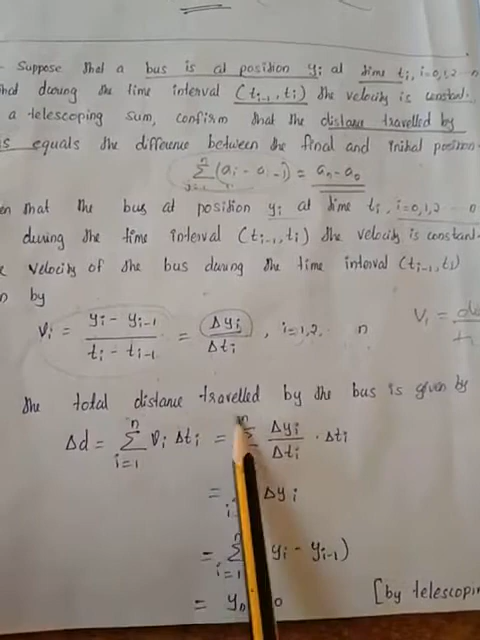 - Suppose that a bus is at position yᵢ at time tᵢ, i=0,1,2 ... n
during the time interval (tᵢ₋₁, tᵢ) the velocity is constant.
a telescoping sum, confirm that the distance travelled by
equals the difference between the final and initial position
(aᵢ - aᵢ₋₁) = aₙ - a₀
that the bus at position yᵢ at time tᵢ, i=0,1,2 ... n
during the time interval (tᵢ₋₁, tᵢ) the velocity is constant.
velocity of the bus during the time interval (tᵢ₋₁, tᵢ)
by
vᵢ = (yᵢ - yᵢ₋₁)/(tᵢ - tᵢ₋₁) = Δyᵢ/Δtᵢ , i=1,2. n
the total distance travelled by the bus is given by
Δd = Σⁿᵢ₌₁ vᵢ Δtᵢ = Δyᵢ/Δtᵢ · Δtᵢ
= Δyᵢ
= yᵢ - yᵢ₋₁)
= [by